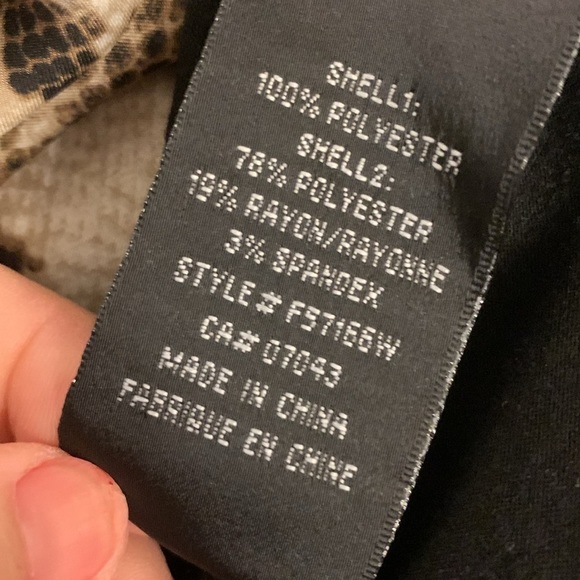 SHELL1:
100% POLYESTER
SHELL2:
78% POLYESTER
19% RAYON/RAYONNE
3% SPANDEX
STYLE# F57166W
CA# 07043
MADE IN CHINA
FABRIQUE EN CHINE